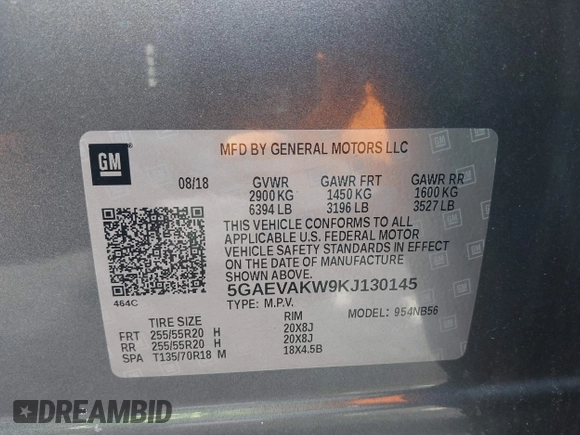 GM
MFD BY GENERAL MOTORS LLC
08/18 GVWR GAWR FRT GAWR RR
2900 KG 1450 KG 1600 KG
6394 LB 3196 LB 3527 LB
THIS VEHICLE CONFORMS TO ALL
APPLICABLE U.S. FEDERAL MOTOR
VEHICLE SAFETY STANDARDS IN EFFECT
ON THE DATE OF MANUFACTURE
SHOWN ABOVE.
5GAEVAKW9KJ130145
464C TYPE: M.P.V. MODEL: 954NB56
TIRE SIZE RIM
FRT 255/55R20 H 20X8J
RR 255/55R20 H 20X8J
SPA T135/70R18 M 18X4.5B
DREAMBID